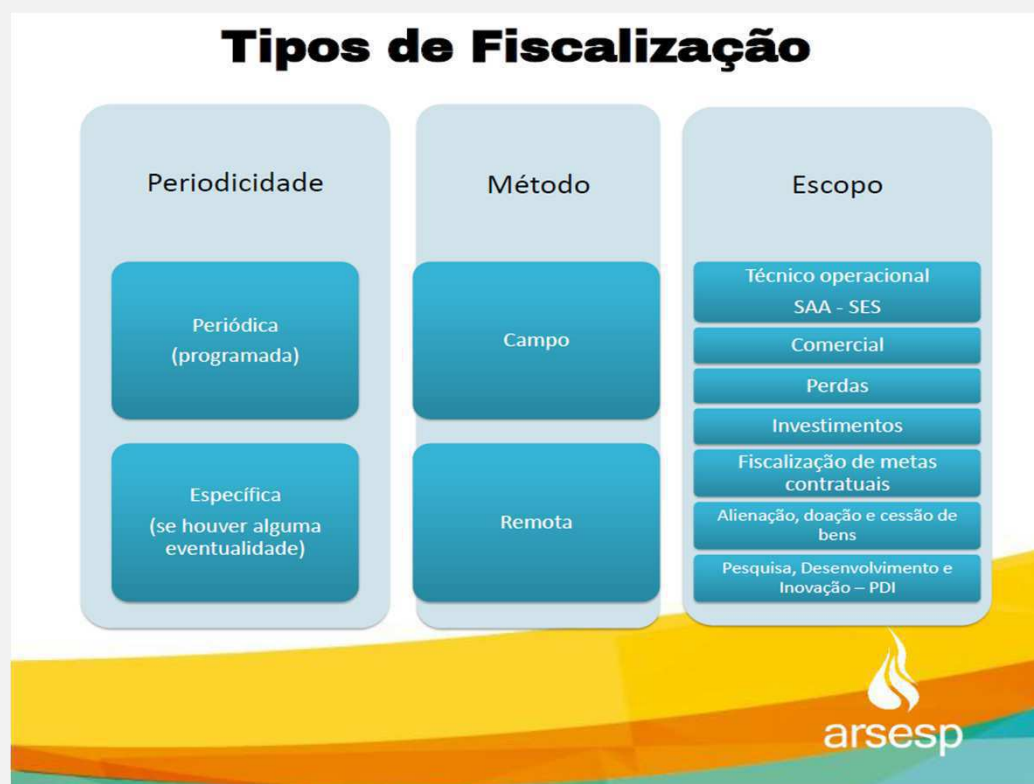 Tipos de Fiscalização
Periodicidade
Periódica
(programada)
Específica
(se houver alguma
eventualidade)
Método
Campo
Remota
Escopo
Técnico operacional
SAA - SES
Comercial
Perdas
Investimentos
Fiscalização de metas
contratuais
Alienação, doação e cessão de
bens
Pesquisa, Desenvolvimento e
Inovação – PDI
arsesp